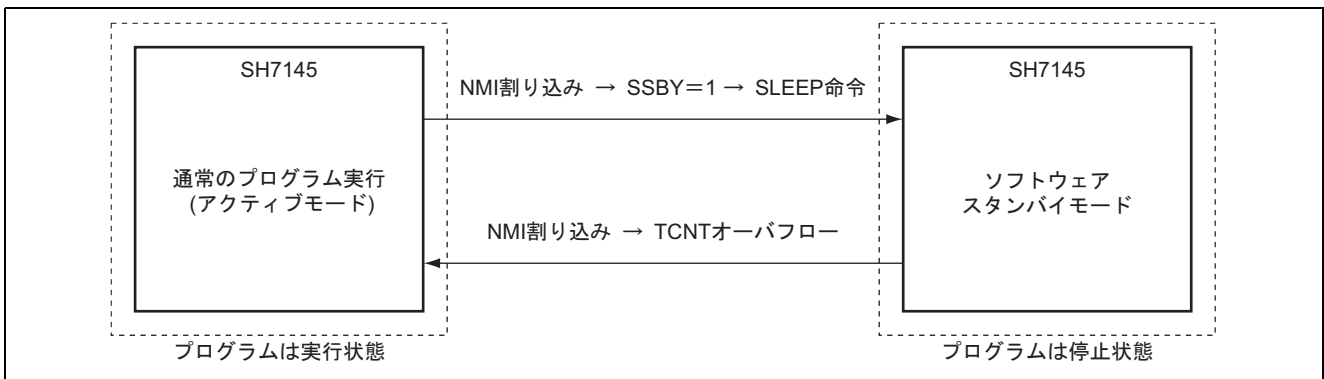 SH7145
通常のプログラム実行
(アクティブモード)
プログラムは実行状態
NMI割り込み → SSBY=1→ SLEEP命令
NMI割り込み → TCNTオーバフロー
SH7145
ソフトウェア
スタンバイモード
プログラムは停止状態